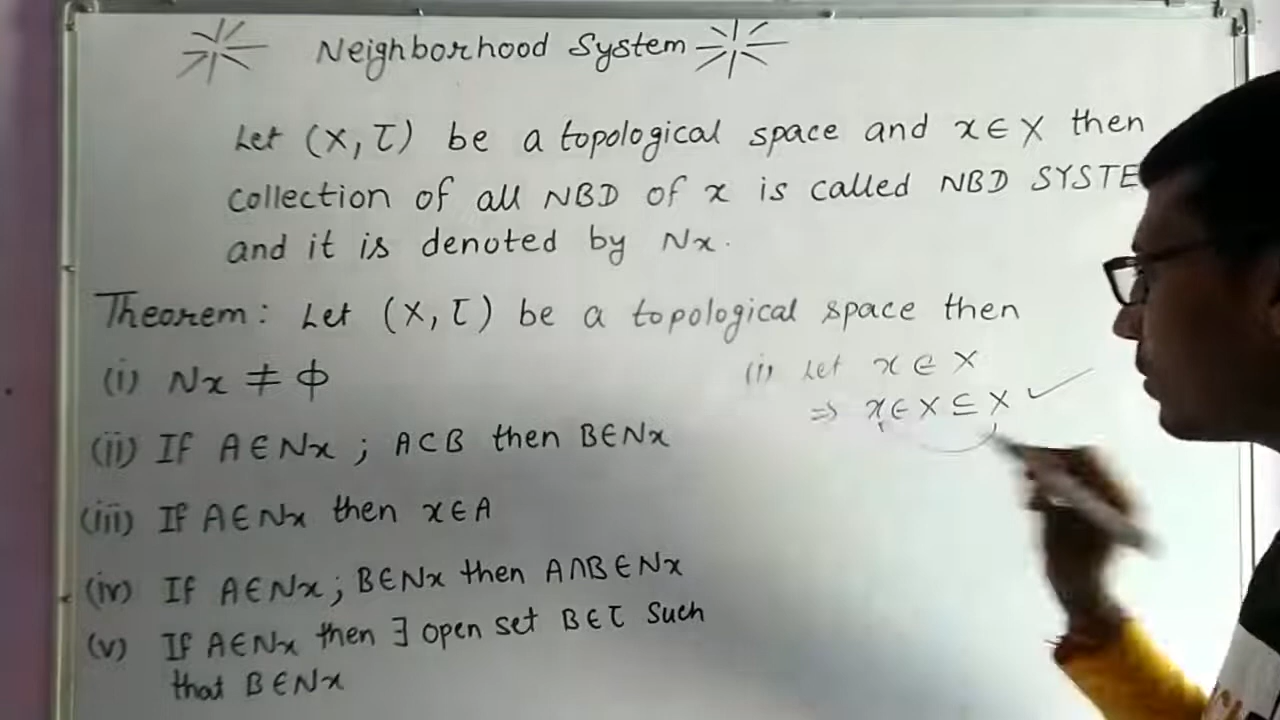 Neighborhood System
Let (X, τ) be a topological space and x ∈ X then
collection of all NBD of x is called NBD SYSTE
and it is denoted by Nx.
Theorem: Let (X, τ) be a topological space then
(i) Nx ≠ ϕ
(ii) If A ∈ Nx ; A ⊂ B then B ∈ Nx
(iii) If A ∈ Nx then x ∈ A
(iv) If A ∈ Nx ; B ∈ Nx then A ∩ B ∈ Nx
(v) If A ∈ Nx then ∃ open set B ∈ τ such
that B ∈ Nx
(i) Let x ∈ X
⇒ x ∈ X ⊆ X ✓